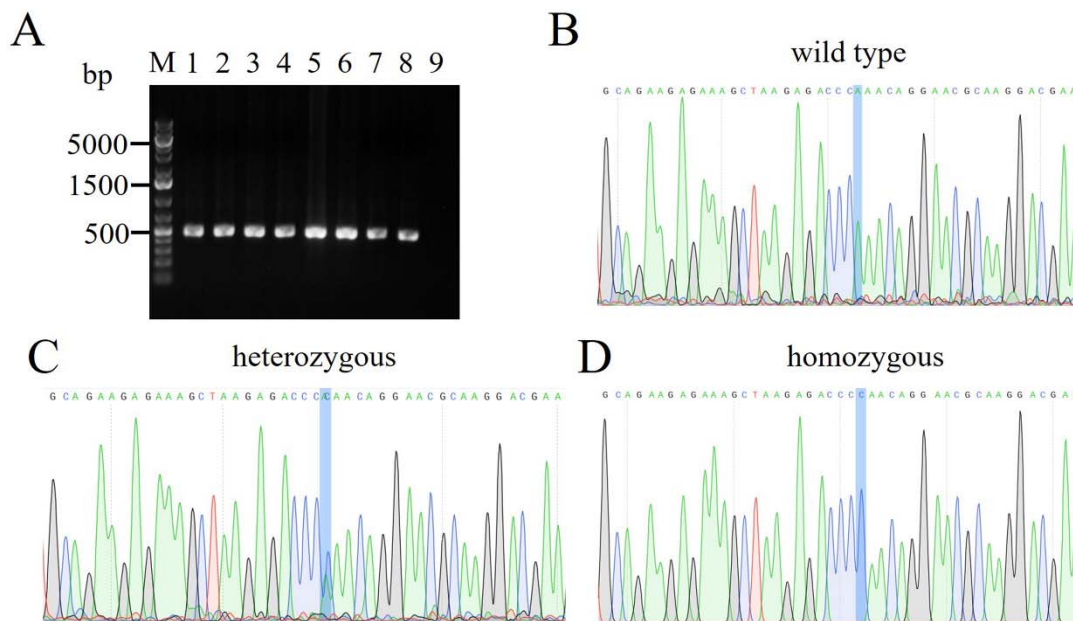 A
bp M 1 2 3 4 5 6 7 8 9
5000
1500
500
B
wild type
G C A G A A G A G A A A G C T A A G A G A C C C A A A C A G G A A C G C A A G G A C G A A
C
heterozygous
G C A G A A G A G A A A G C T A A G A G A C C C C A A C A G G A A C G C A A G G A C G A A
D
homozygous
G C A G A A G A G A A A G C T A A G A G A C C C C A A C A G G A A C G C A A G G A C G A